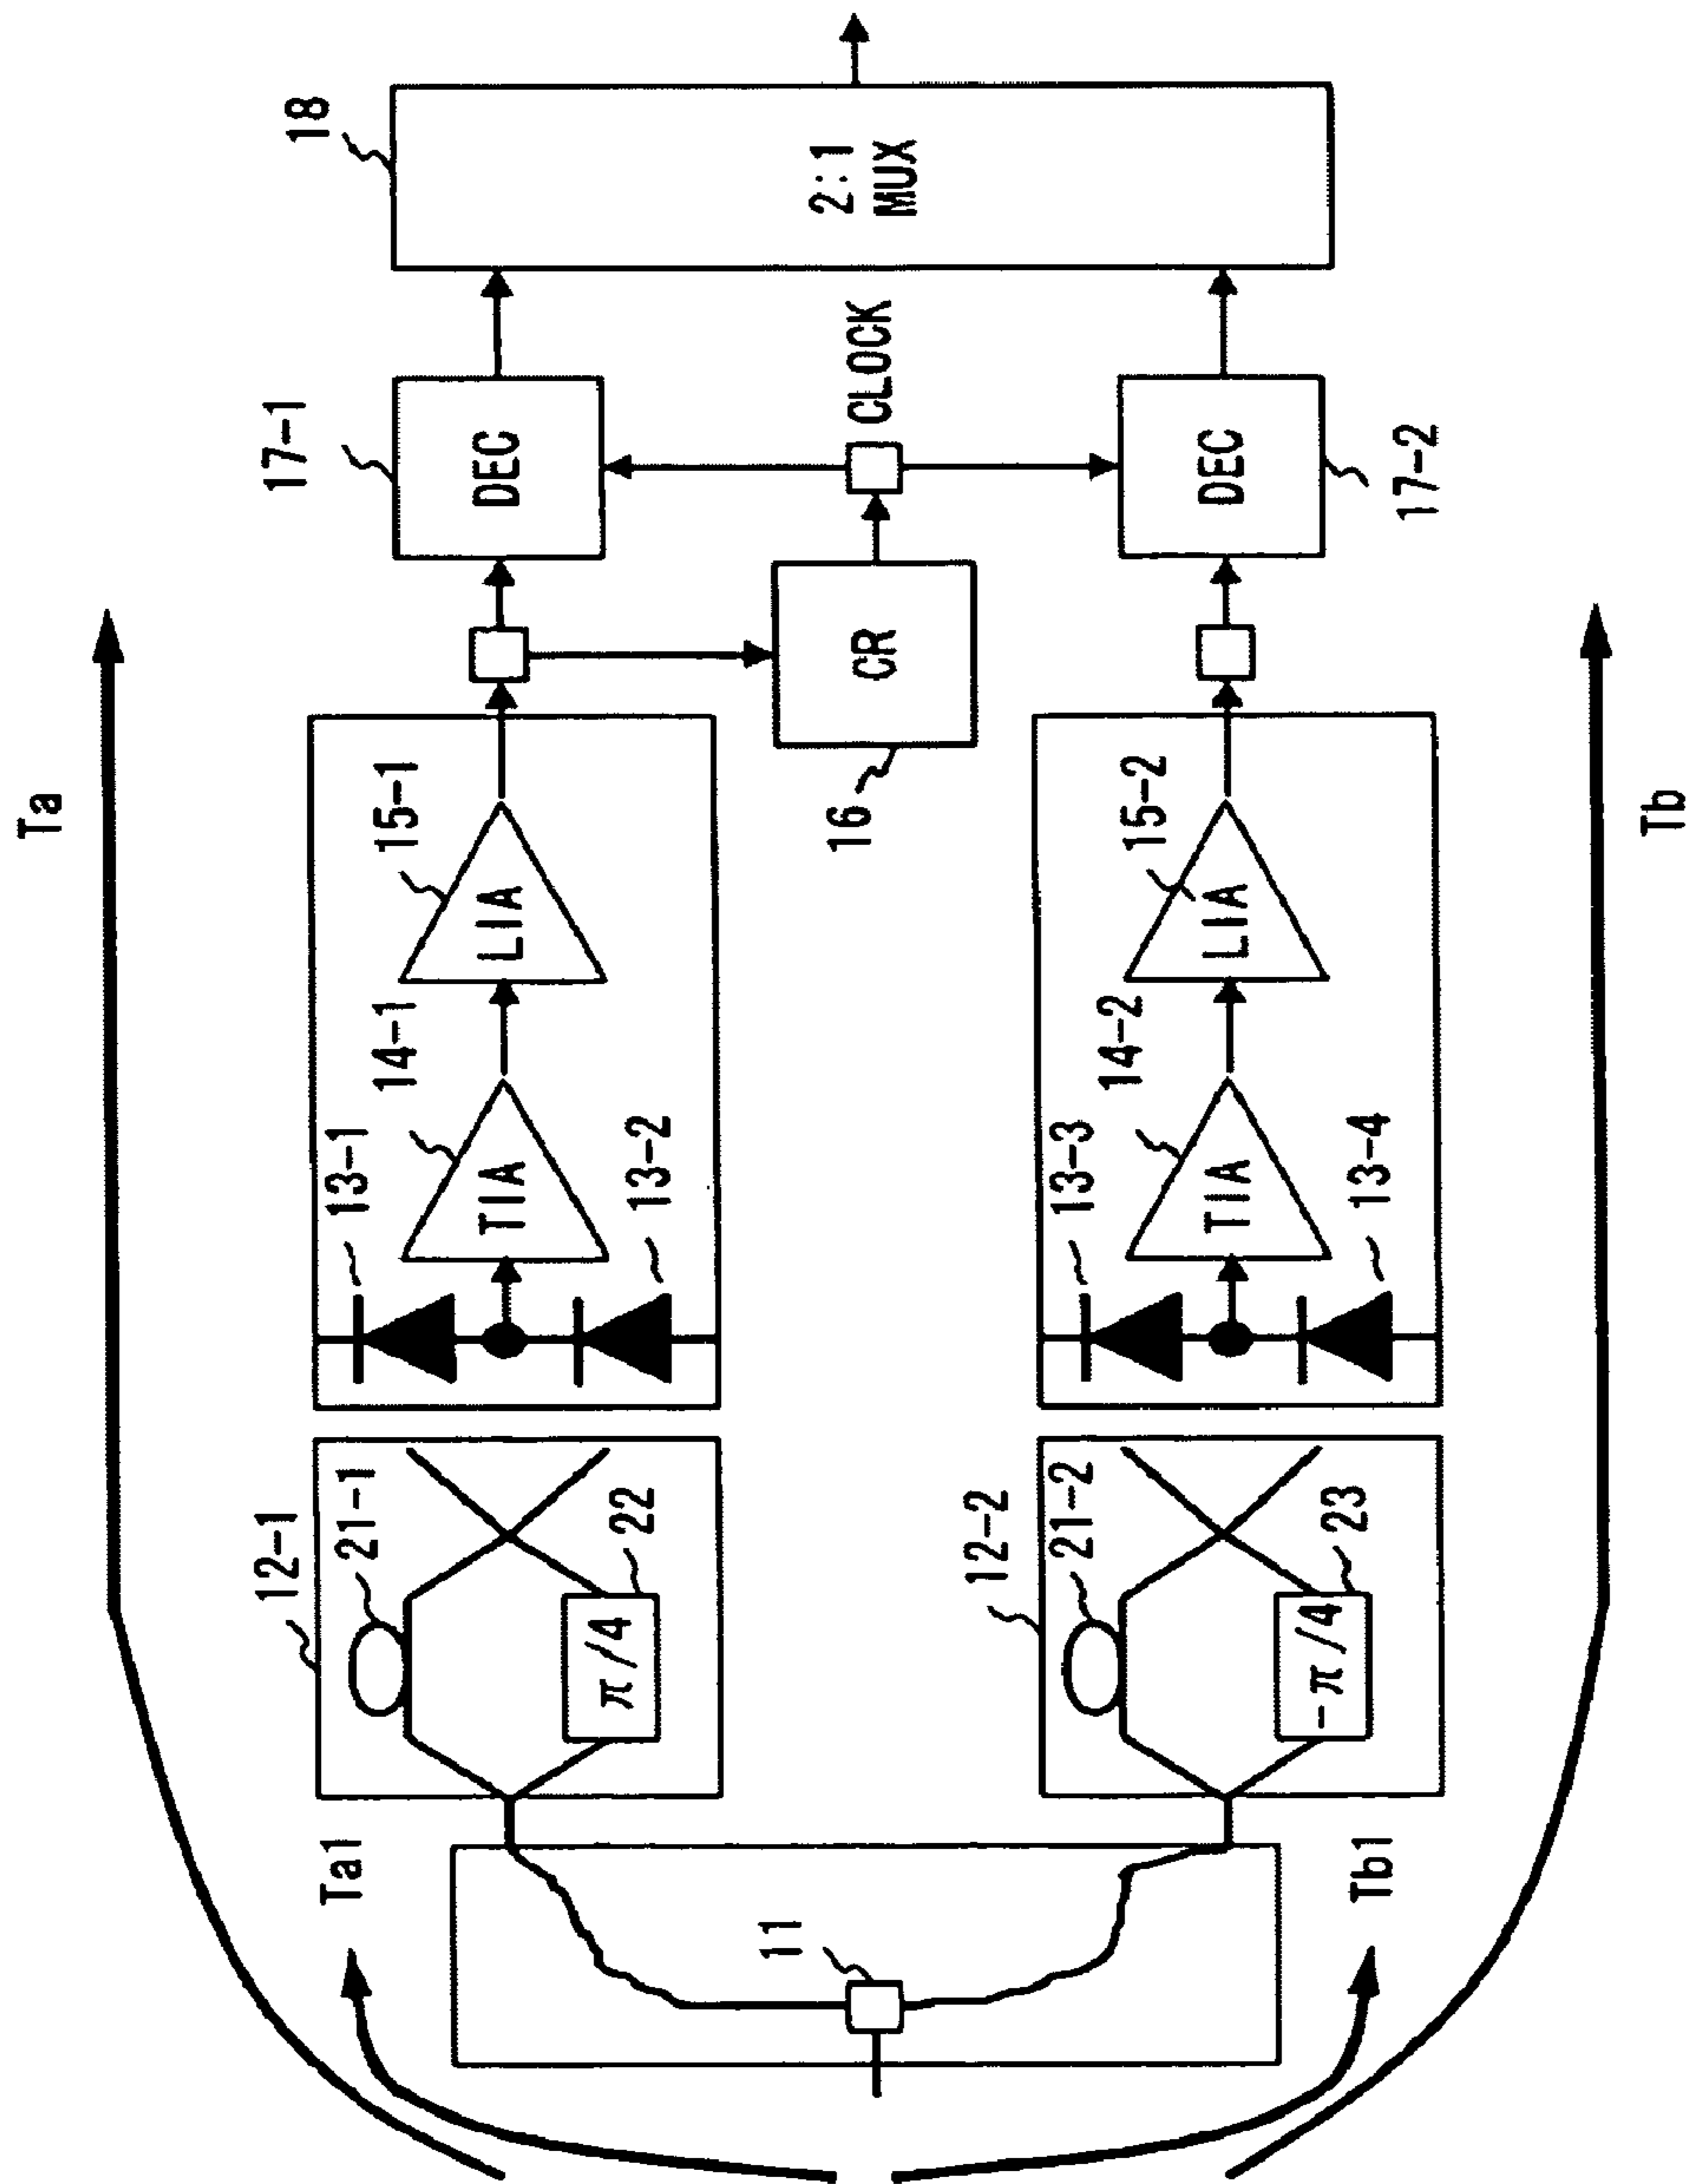 Ta
Ta1
12-1
21-1
π/4
22
13-1
14-1
15-1
TIA
LIA
13-2
17-1
DEC
18
2:1
MUX
11
16
CR
CLOCK
12-2
21-2
-π/4
23
13-3
14-2
15-2
TIA
LIA
13-4
DEC
17-2
Tb1
Tb